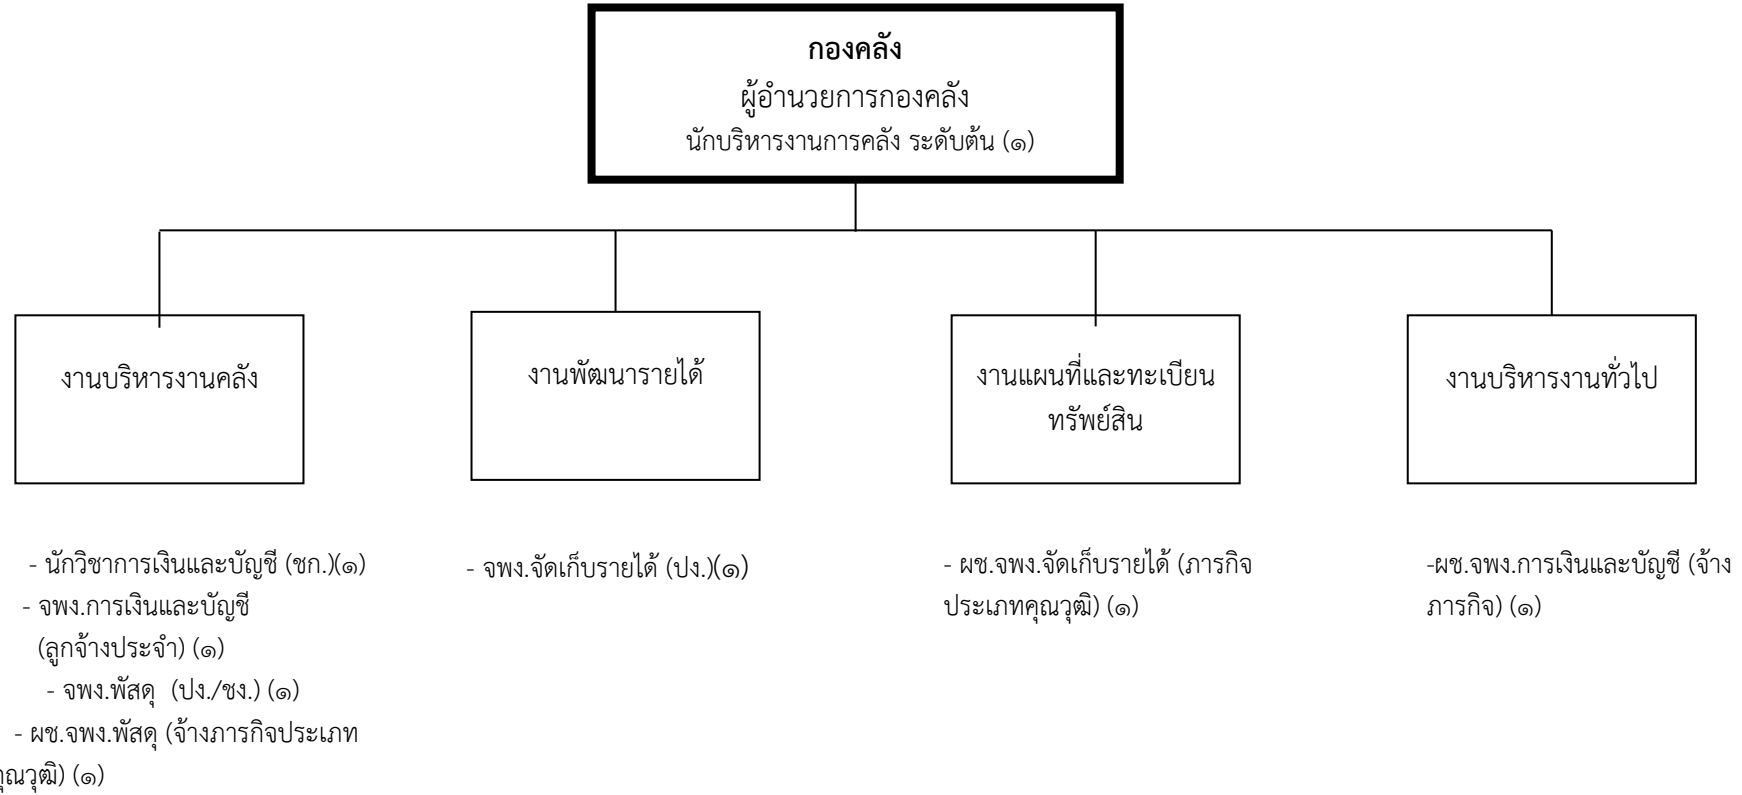 กองคลัง
ผู้อำนวยการกองคลัง
นักบริหารงานการคลัง ระดับต้น (๑)
งานบริหารงานคลัง
งานพัฒนารายได้
งานแผนที่และทะเบียน
ทรัพย์สิน
งานบริหารงานทั่วไป
- นักวิชาการเงินและบัญชี (ชก.)(๑)
- จพง.การเงินและบัญชี
(ลูกจ้างประจำ) (๑)
- จพง.พัสดุ (ปง./ชง.) (๑)
- ผช.จพง.พัสดุ (จ้างภารกิจประเภท
คุณวุฒิ) (๑)
- จพง.จัดเก็บรายได้ (ปง.)(๑)
- ผช.จพง.จัดเก็บรายได้ (ภารกิจ
ประเภทคุณวุฒิ) (๑)
-ผช.จพง.การเงินและบัญชี (จ้าง
ภารกิจ) (๑)